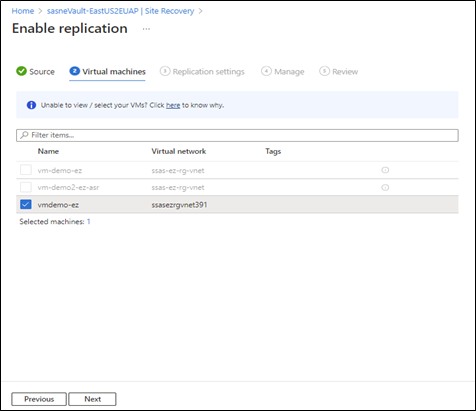 Home > sasneVault-EastUS2EUAP | Site Recovery >
Enable replication ...
Source 2 Virtual machines 3 Replication settings 4 Manage 5 Review
i Unable to view / select your VMs? Click here to know why.
Filter items...
Name Virtual network Tags
vm-demo-ez ssas-ez-rg-vnet
vm-demo2-ez-asr ssas-ez-rg-vnet
vmdemo-ez ssasezrgvnet391
Selected machines: 1
Previous Next